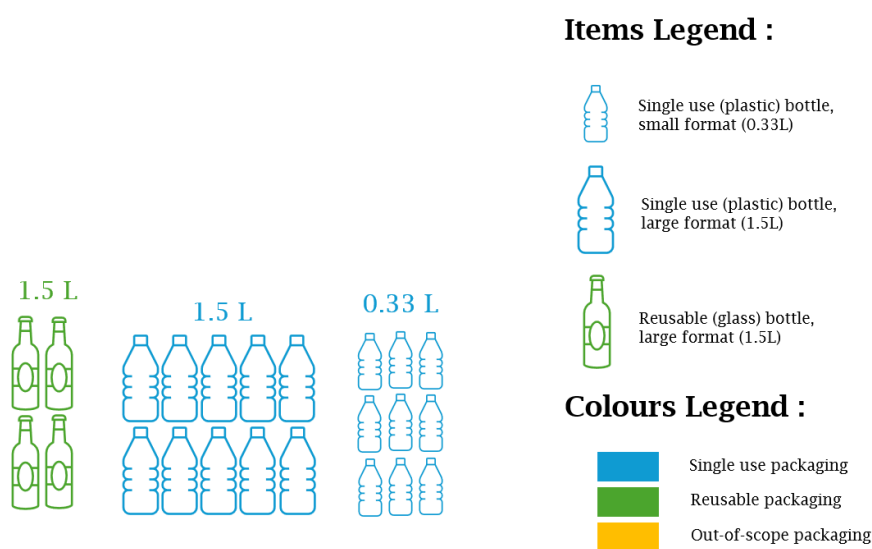 Items Legend :
Single use (plastic) bottle,
small format (0.33L)
Single use (plastic) bottle,
large format (1.5L)
Reusable (glass) bottle,
large format (1.5L)
1.5 L
1.5 L
0.33 L
Colours Legend :
Single use packaging
Reusable packaging
Out-of-scope packaging